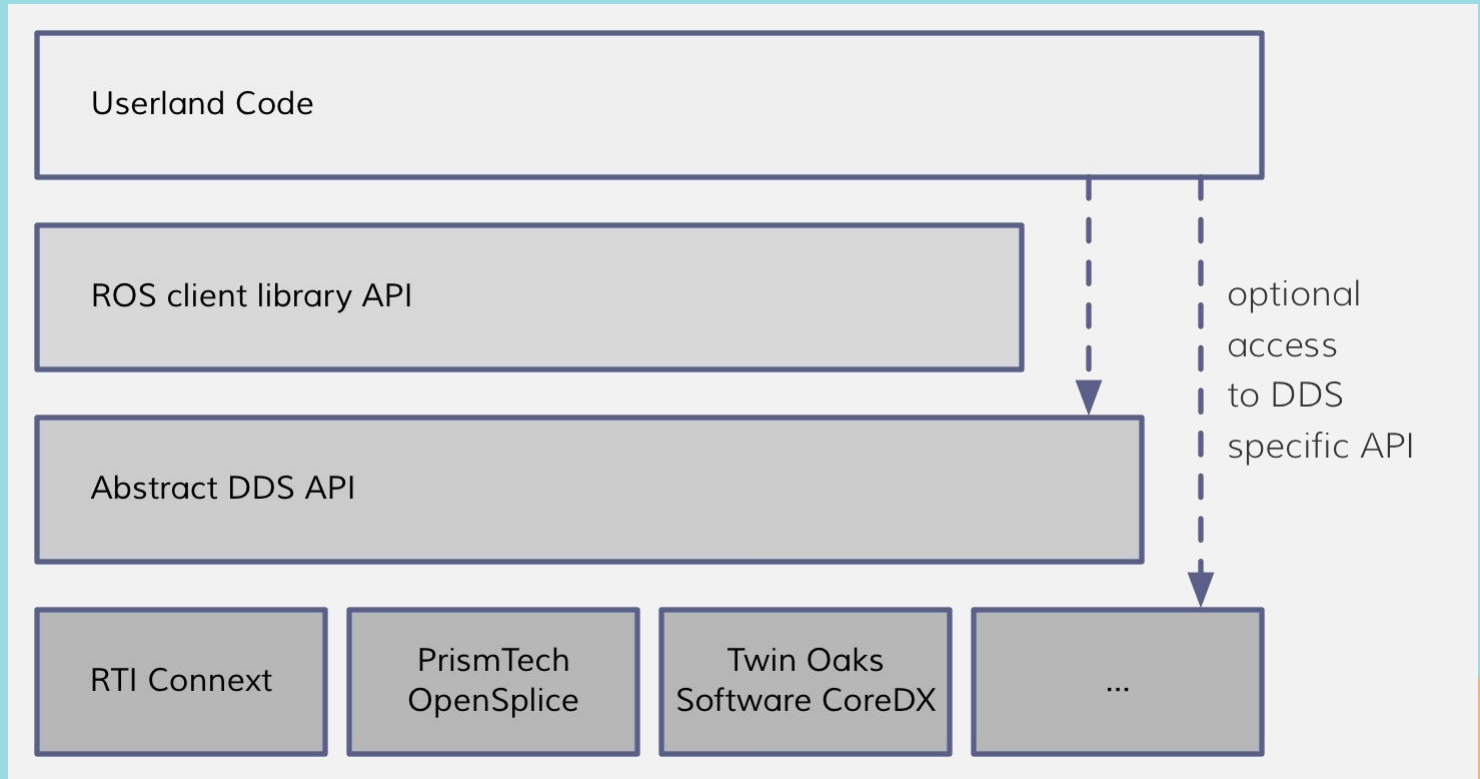 Userland Code
ROS client library API
optional
access
to DDS
specific API
Abstract DDS API
RTI Connext
PrismTech
OpenSplice
Twin Oaks
Software CoreDX
...